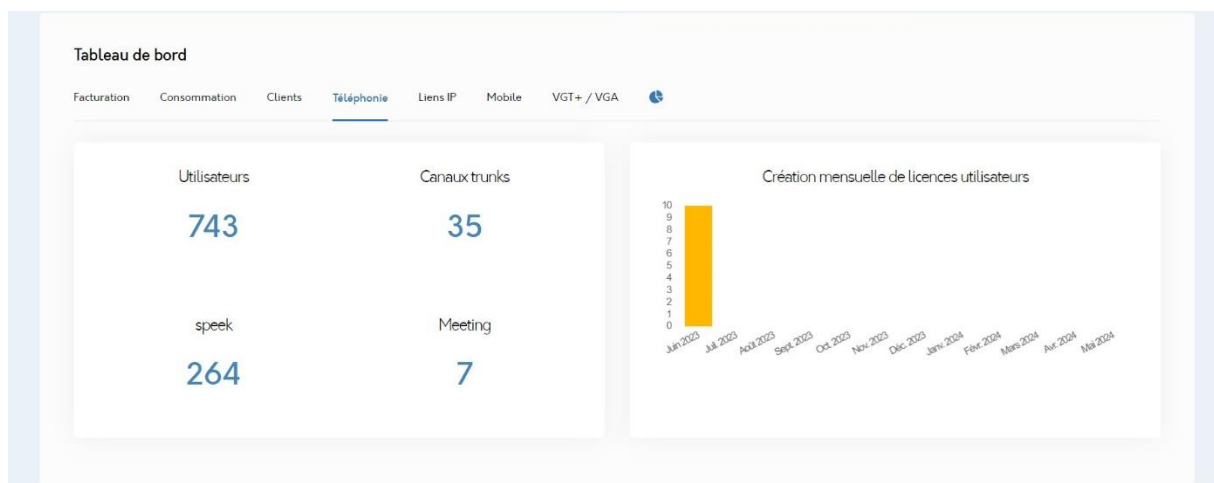 Tableau de bord
Facturation Consommation Clients Téléphonie Liens IP Mobile VGT+ / VGA
Utilisateurs Canaux trunks
743 35
speek Meeting
264 7
Création mensuelle de licences utilisateurs
10
9
8
7
6
5
4
3
2
1
0
Juin 2023 Juil. 2023 Août 2023 Sept. 2023 Oct. 2023 Nov. 2023 Déc. 2023 Janv. 2024 Févr. 2024 Mars 2024 Avr. 2024 Mai 2024